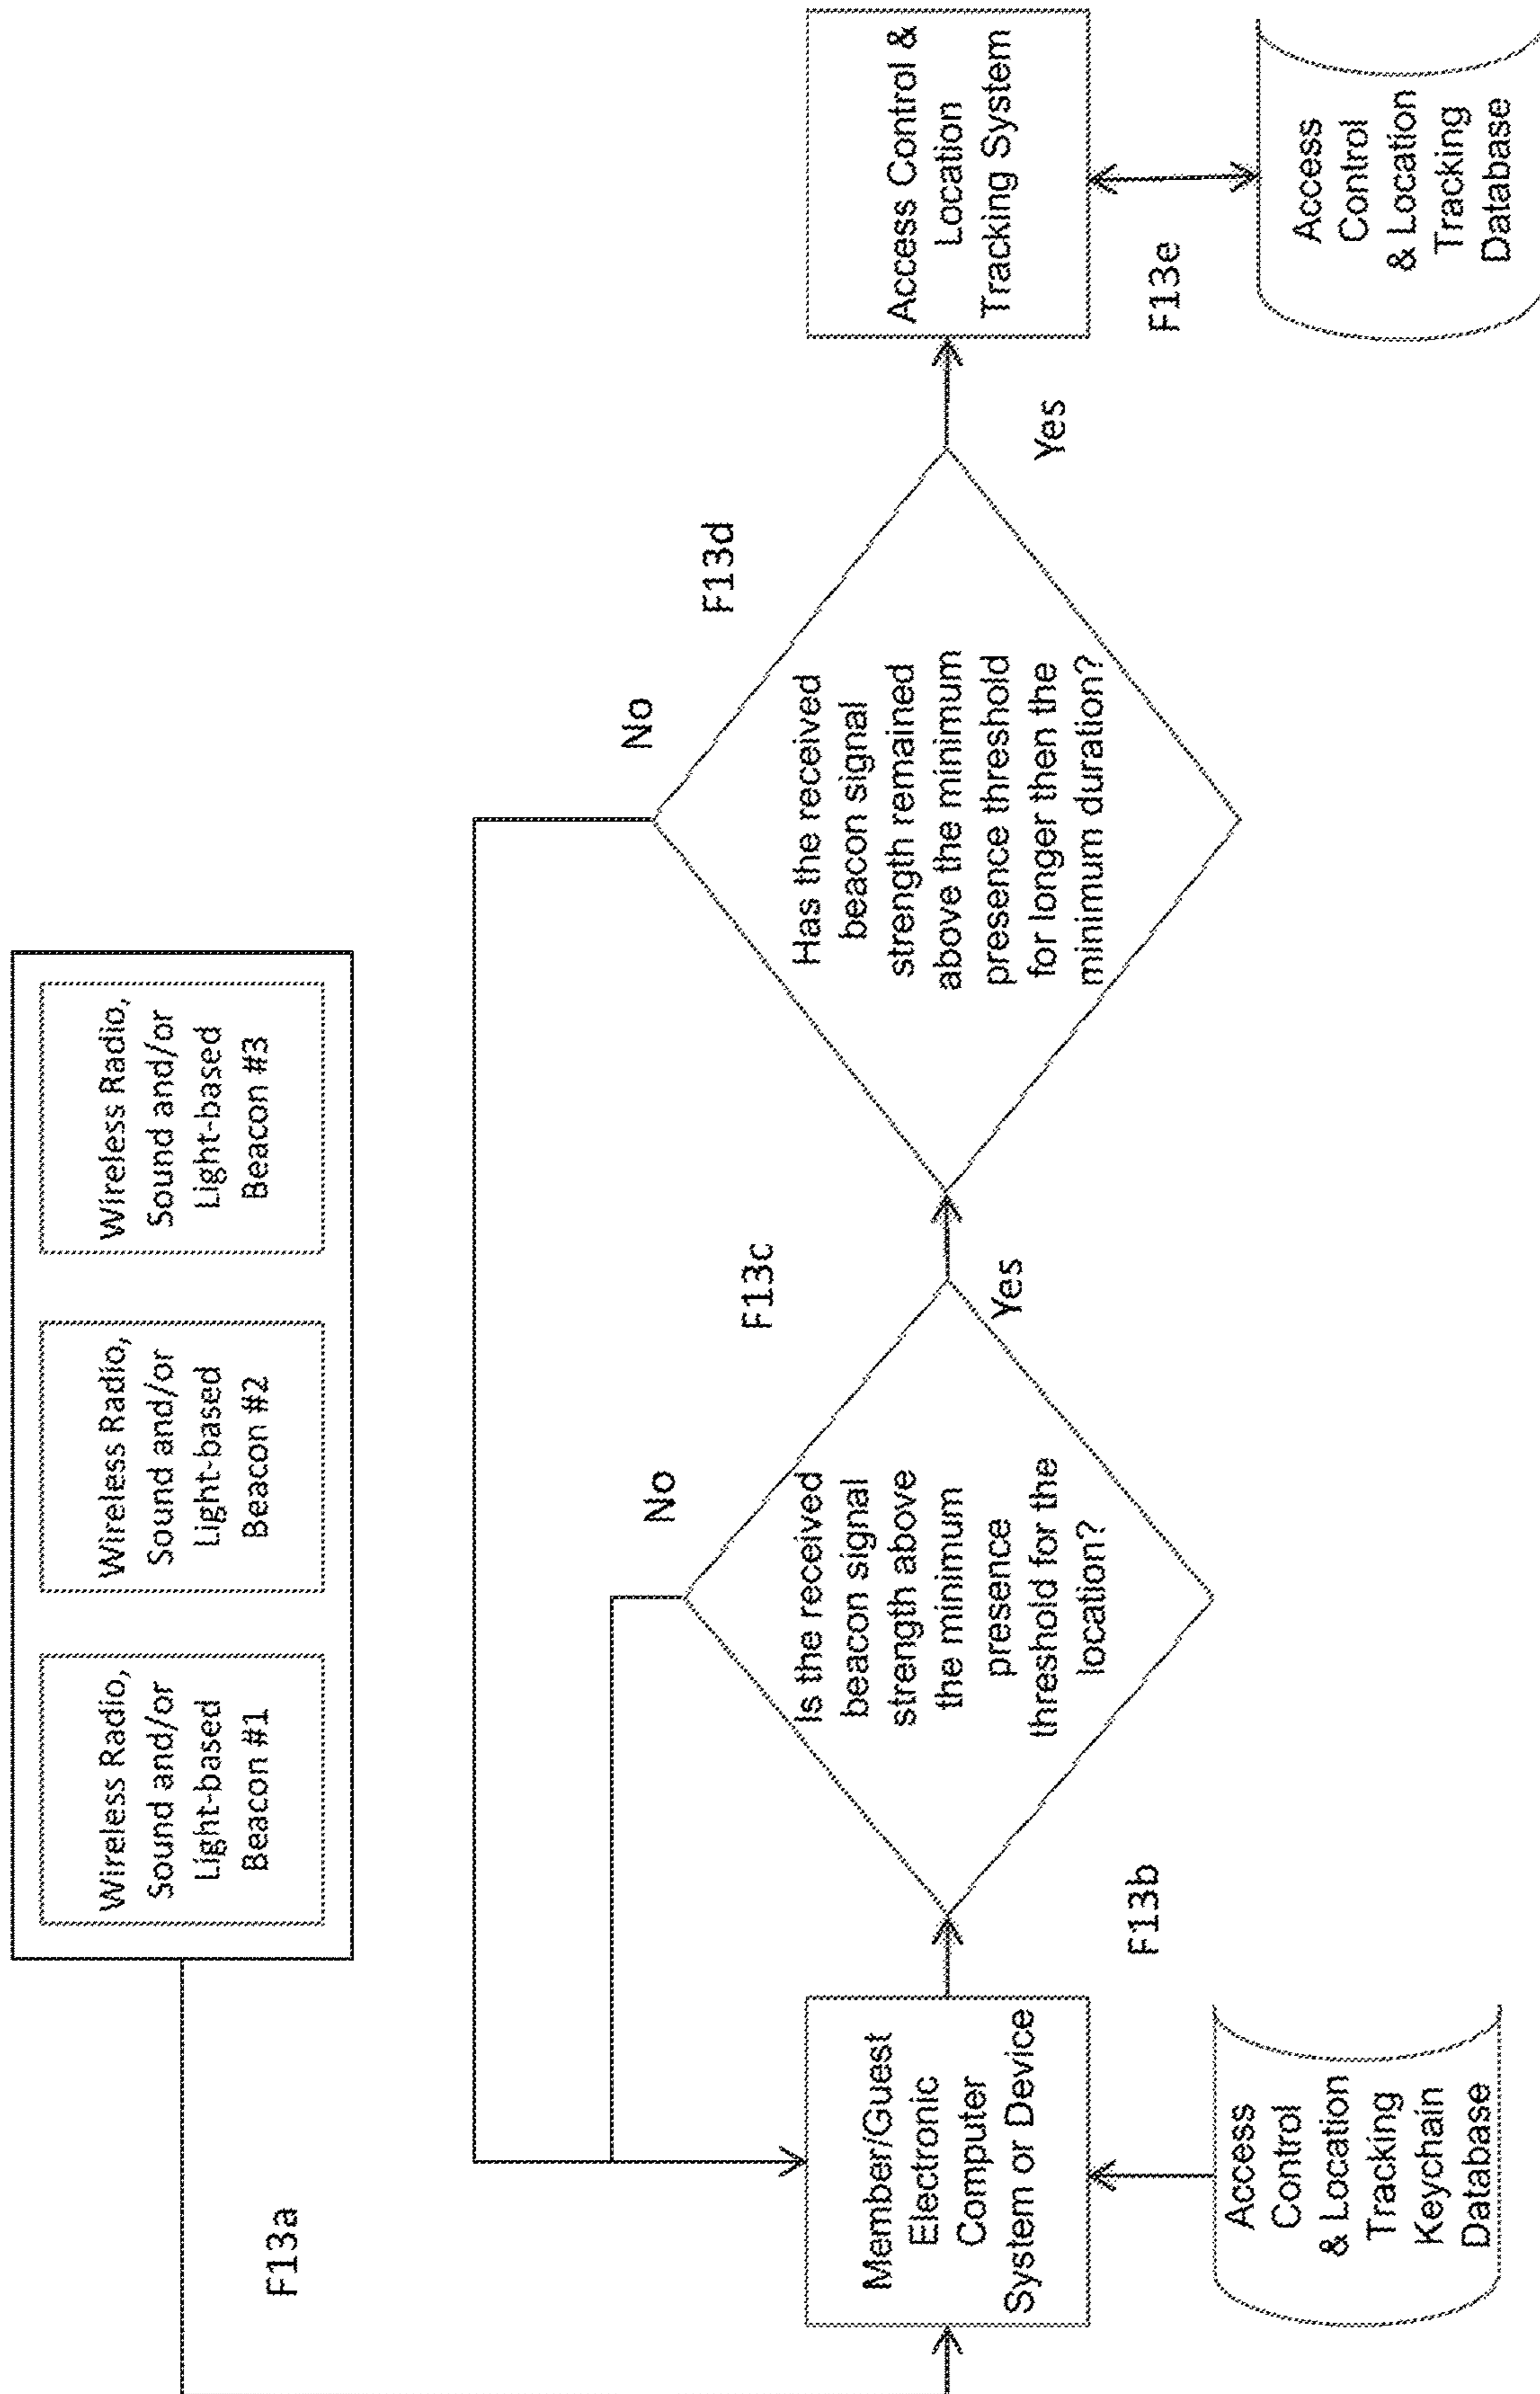 Wireless Radio,
Sound and/or
Light-based
Beacon #1
Wireless Radio,
Sound and/or
Light-based
Beacon #2
Wireless Radio,
Sound and/or
Light-based
Beacon #3
F13a
Member/Guest
Electronic
Computer
System or Device
Access
Control
& Location
Tracking
Keychain
Database
F13b
Is the received
beacon signal
strength above
the minimum
presence
threshold for the
location?
No
F13c
Yes
Has the received
beacon signal
strength remained
above the minimum
presence threshold
for longer then the
minimum duration?
No
F13d
Yes
Access Control &
Location
Tracking System
F13e
Access
Control
& Location
Tracking
Database